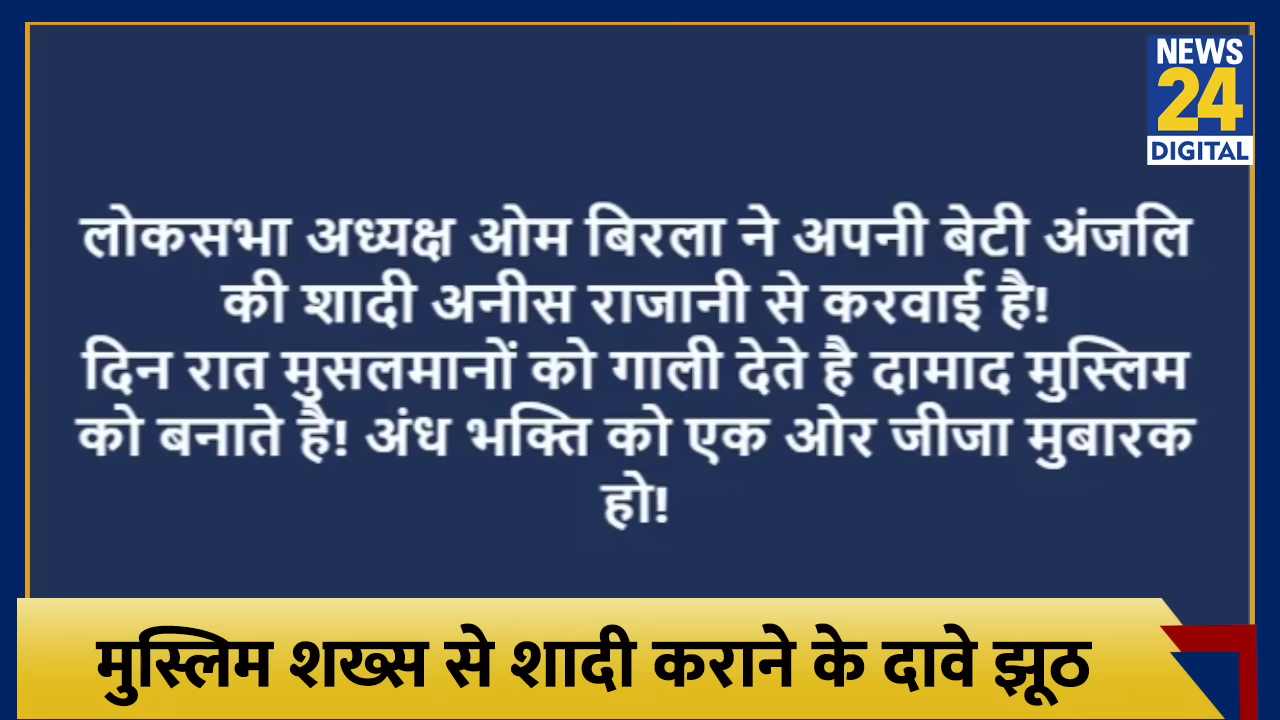 NEWS
24
DIGITAL
लोकसभा अध्यक्ष ओम बिरला ने अपनी बेटी अंजलि
की शादी अनीस राजानी से करवाई है!
दिन रात मुसलमानों को गाली देते है दामाद मुस्लिम
को बनाते है! अंध भक्ति को एक ओर जीजा मुबारक
हो!
मुस्लिम शख्स से शादी कराने के दावे झूठ